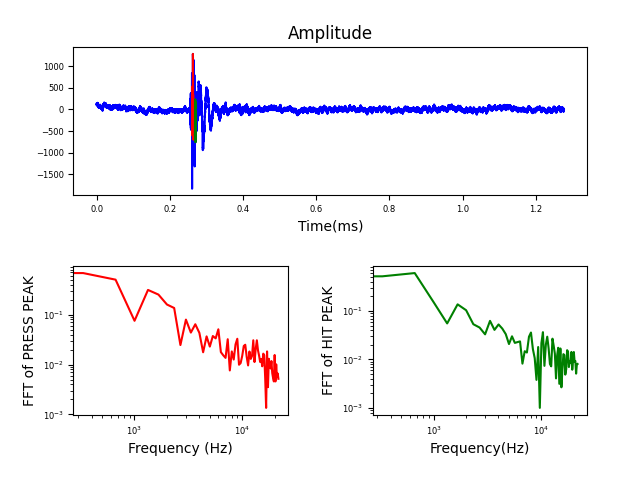 Amplitude
1000
500
0
−500
−1000
−1500
0.0 0.2 0.4 0.6 0.8 1.0 1.2
Time(ms)
FFT of PRESS PEAK
10⁻¹
10⁻²
10⁻³
10³ 10⁴
Frequency (Hz)
FFT of HIT PEAK
10⁻¹
10⁻²
10⁻³
10³ 10⁴
Frequency(Hz)